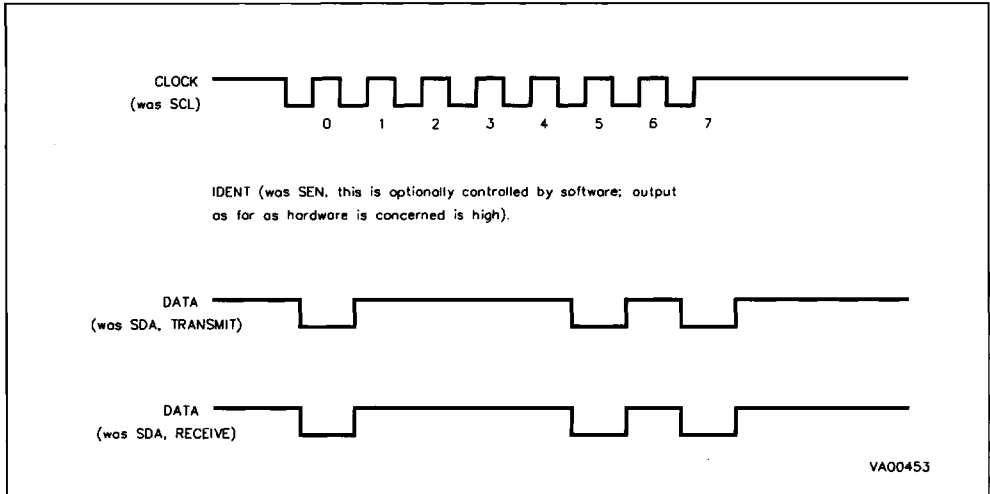 CLOCK
(was SCL)
0 1 2 3 4 5 6 7
IDENT (was SEN, this is optionally controlled by software; output
as far as hardware is concerned is high).
DATA
(was SDA, TRANSMIT)
DATA
(was SDA, RECEIVE)
VA00453